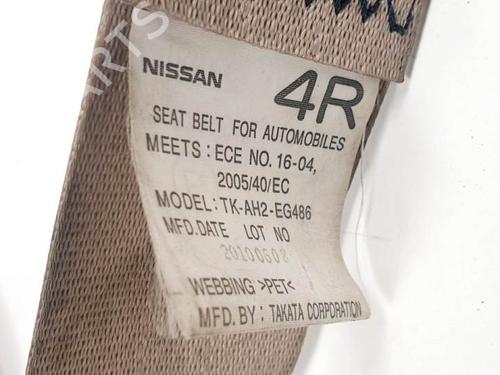 NISSAN 4R
SEAT BELT FOR AUTOMOBILES
MEETS : ECE NO. 16-04,
2005/40/EC
MODEL: TK-AH2-EG486
MFD.DATE LOT NO
20100608
WEBBING >PET<
MFD. BY : TAKATA CORPORATION